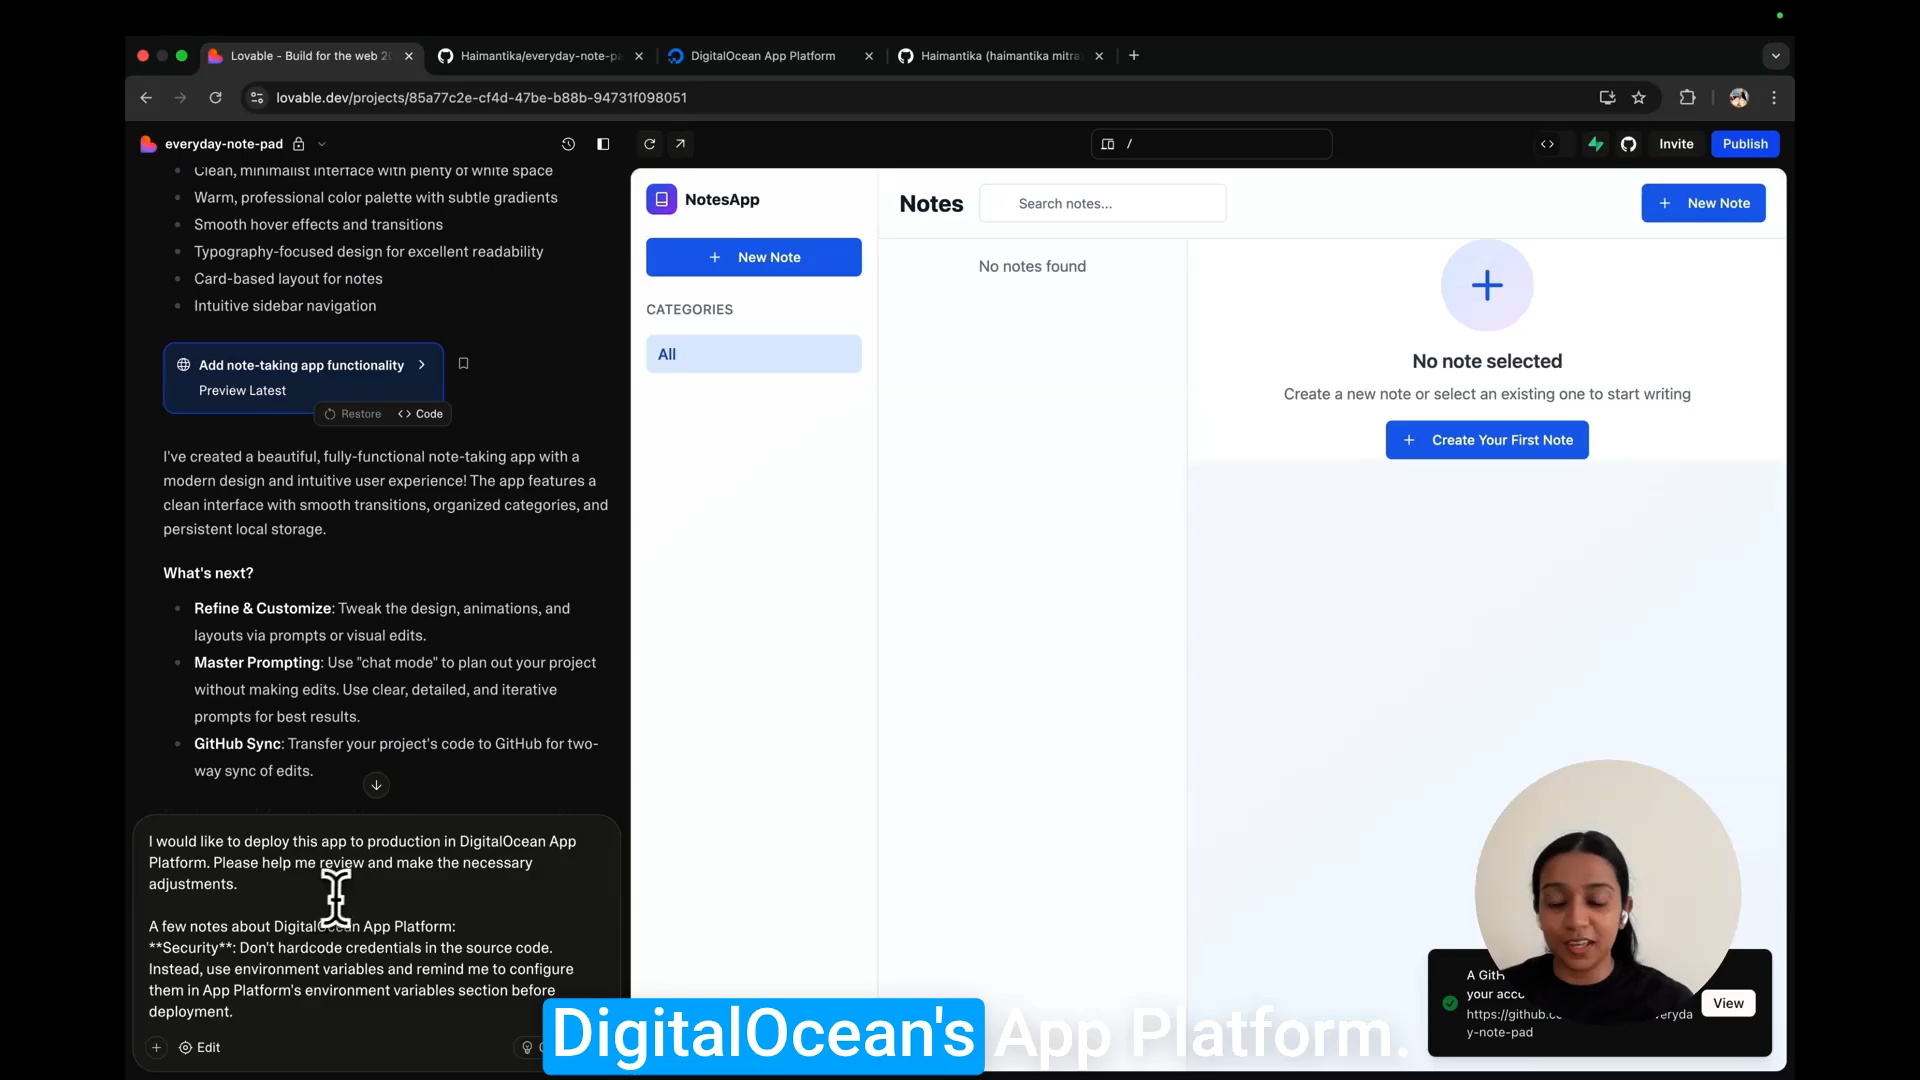 Lovable - Build for the web 20
Haimantika/everyday-note-pa
DigitalOcean App Platform
Haimantika (haimantika mitra
lovable.dev/projects/85a77c2e-cf4d-47be-b88b-94731f098051
everyday-note-pad
/
Invite
Publish
Clean, minimalist interface with plenty of white space
Warm, professional color palette with subtle gradients
Smooth hover effects and transitions
Typography-focused design for excellent readability
Card-based layout for notes
Intuitive sidebar navigation
Add note-taking app functionality
Preview Latest
Restore
Code
I've created a beautiful, fully-functional note-taking app with a
modern design and intuitive user experience! The app features a
clean interface with smooth transitions, organized categories, and
persistent local storage.
What's next?
Refine & Customize: Tweak the design, animations, and
layouts via prompts or visual edits.
Master Prompting: Use "chat mode" to plan out your project
without making edits. Use clear, detailed, and iterative
prompts for best results.
GitHub Sync: Transfer your project's code to GitHub for two-
way sync of edits.
I would like to deploy this app to production in DigitalOcean App
Platform. Please help me review and make the necessary
adjustments.
A few notes about DigitalOcean App Platform:
**Security**: Don't hardcode credentials in the source code.
Instead, use environment variables and remind me to configure
them in App Platform's environment variables section before
deployment.
Edit
NotesApp
New Note
CATEGORIES
All
Notes
Search notes...
New Note
No notes found
No note selected
Create a new note or select an existing one to start writing
Create Your First Note
A GitH
your acco
https://github.co
eryda
y-note-pad
View
DigitalOcean's App Platform.